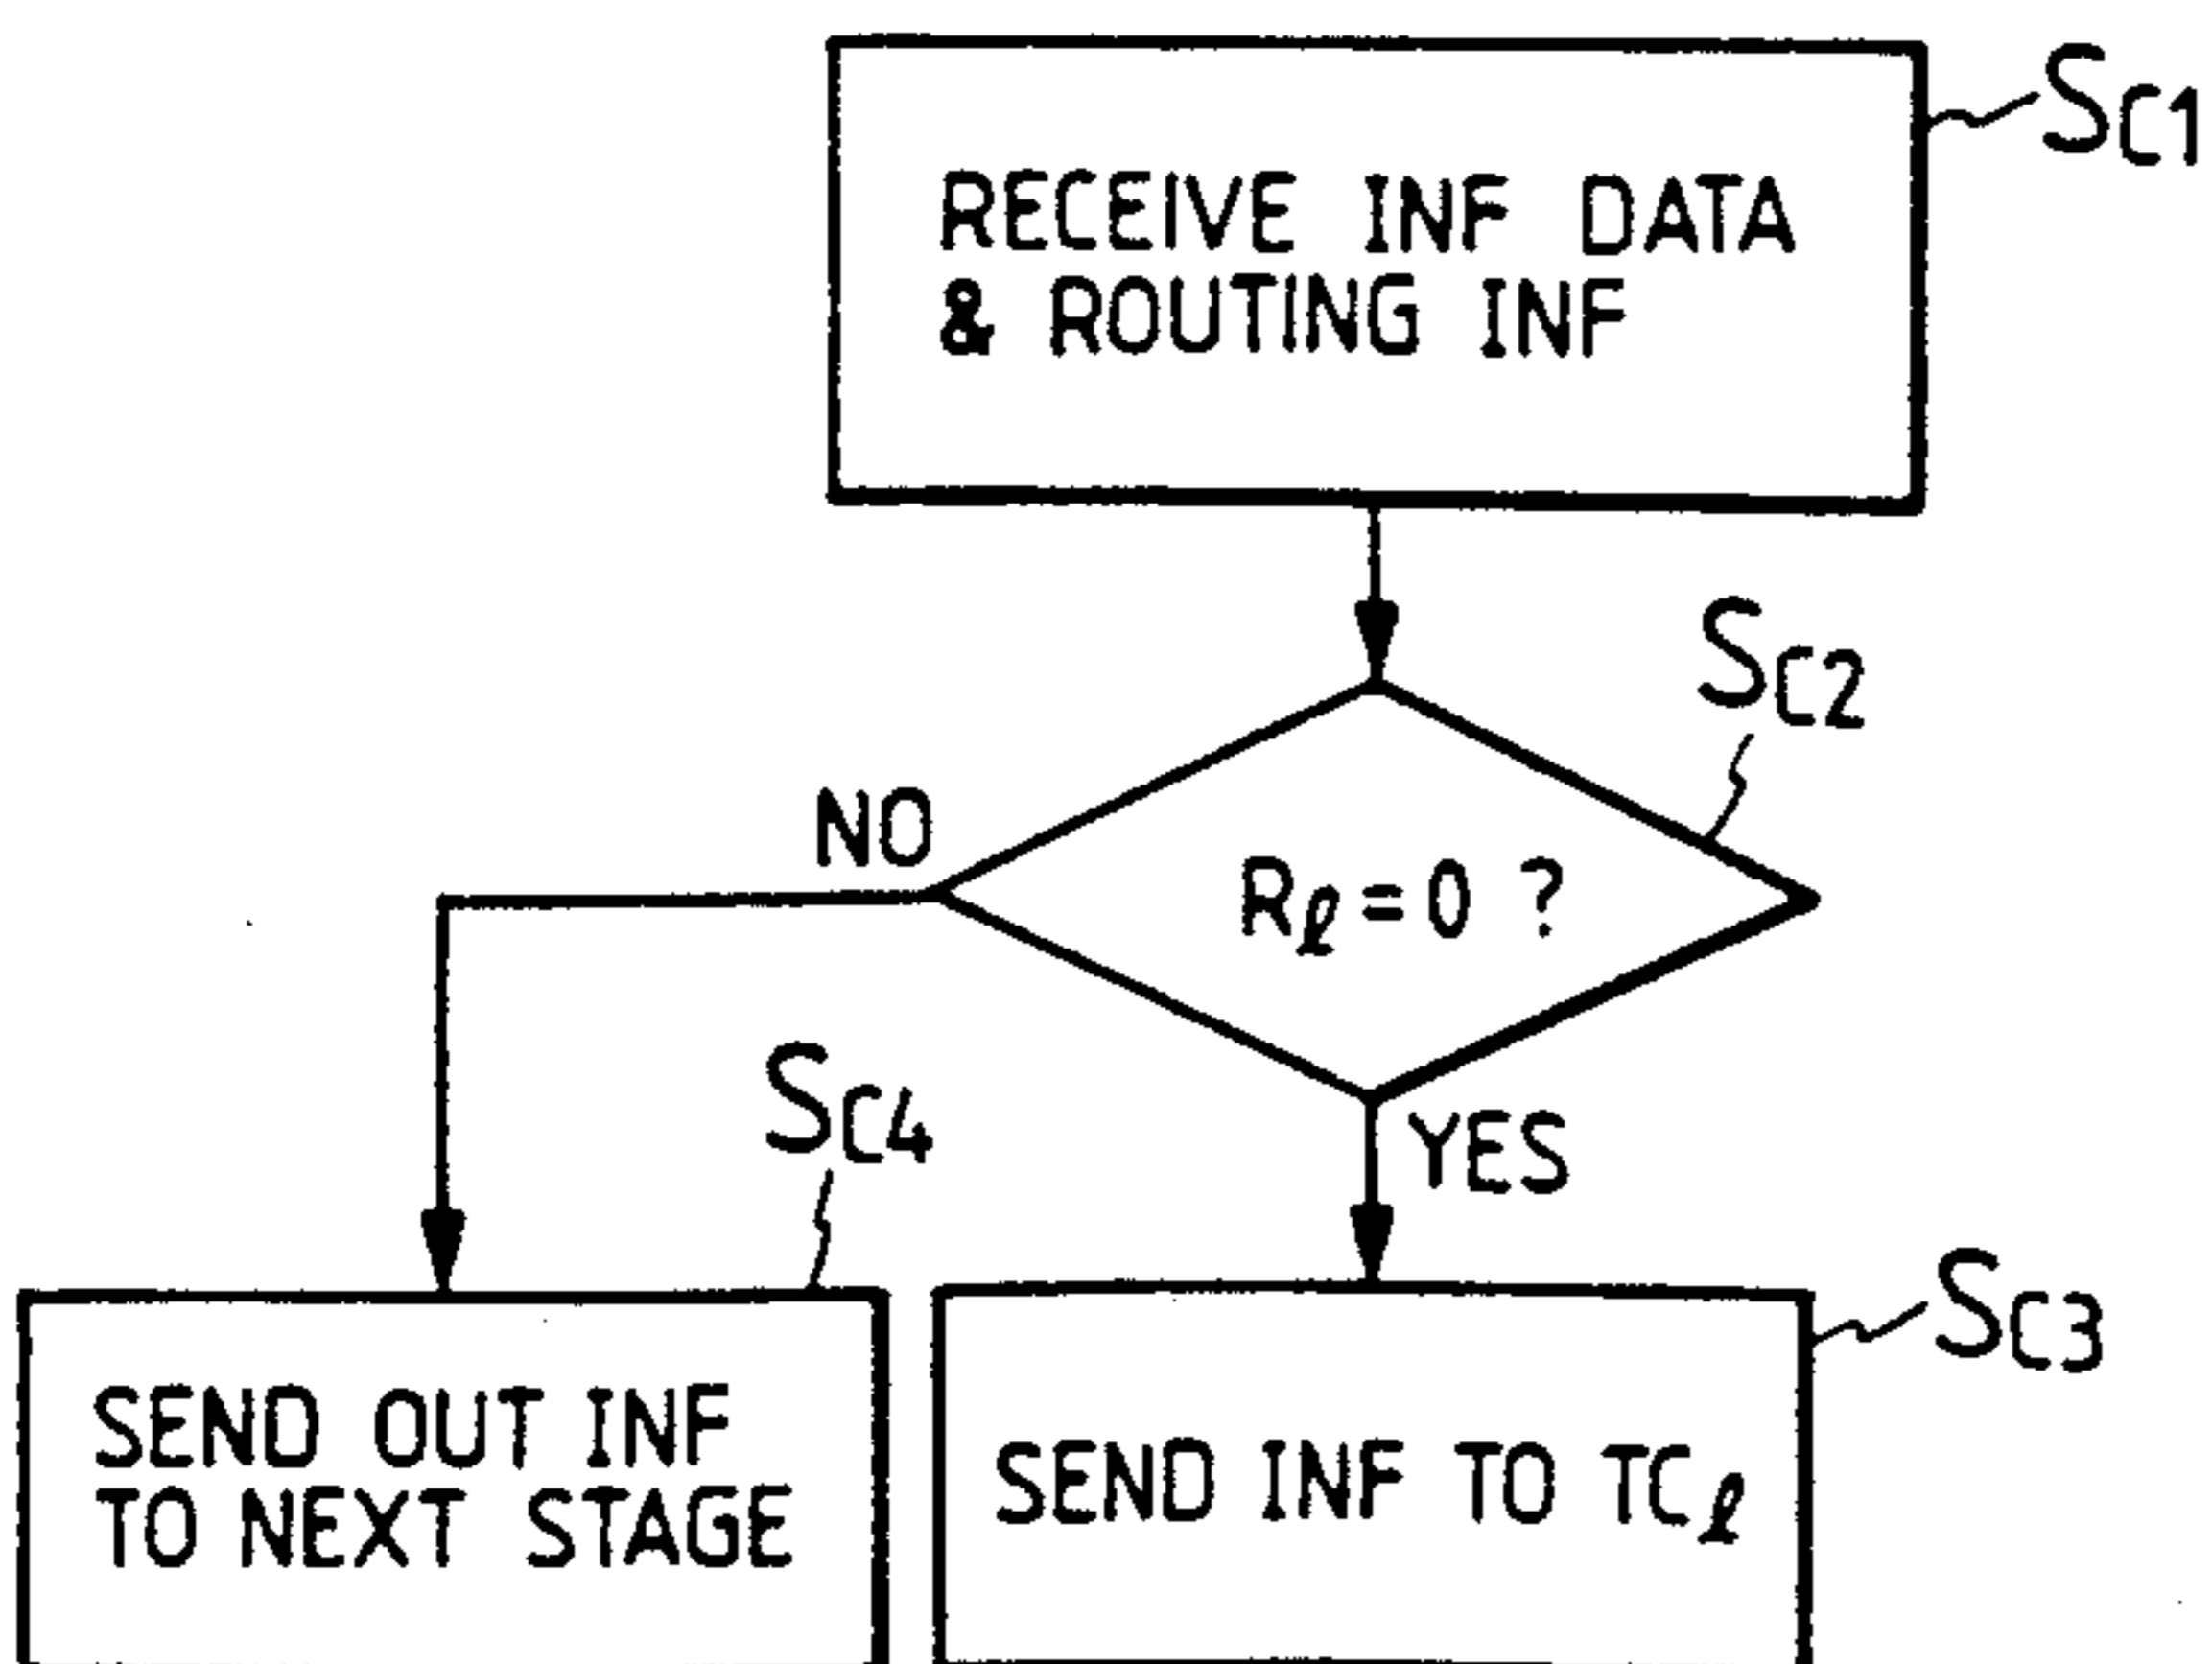 SC1
RECEIVE INF DATA
& ROUTING INF
SC2
NO
Rℓ=0 ?
SC4
YES
SC3
SEND OUT INF
TO NEXT STAGE
SEND INF TO TCℓ